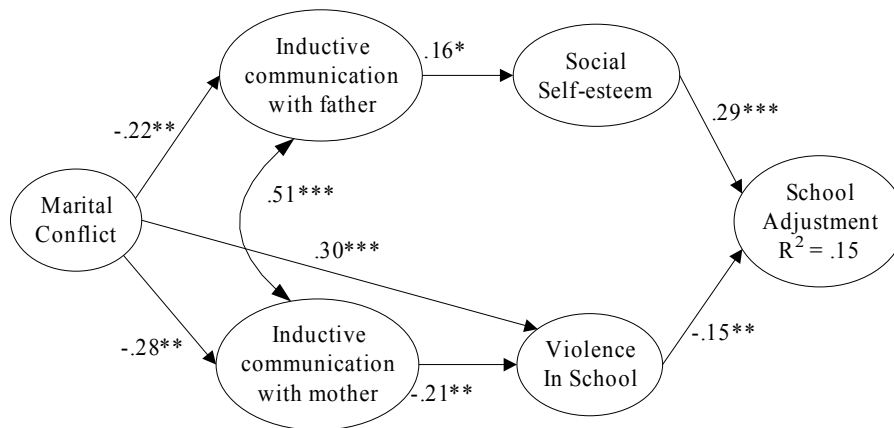 Inductive
communication
with father
.16*
Social
Self-esteem
-.22**
.29***
.51***
Marital
Conflict
School
Adjustment
R² = .15
.30***
-.28**
Inductive
communication
with mother
-.21**
Violence
In School
-.15**